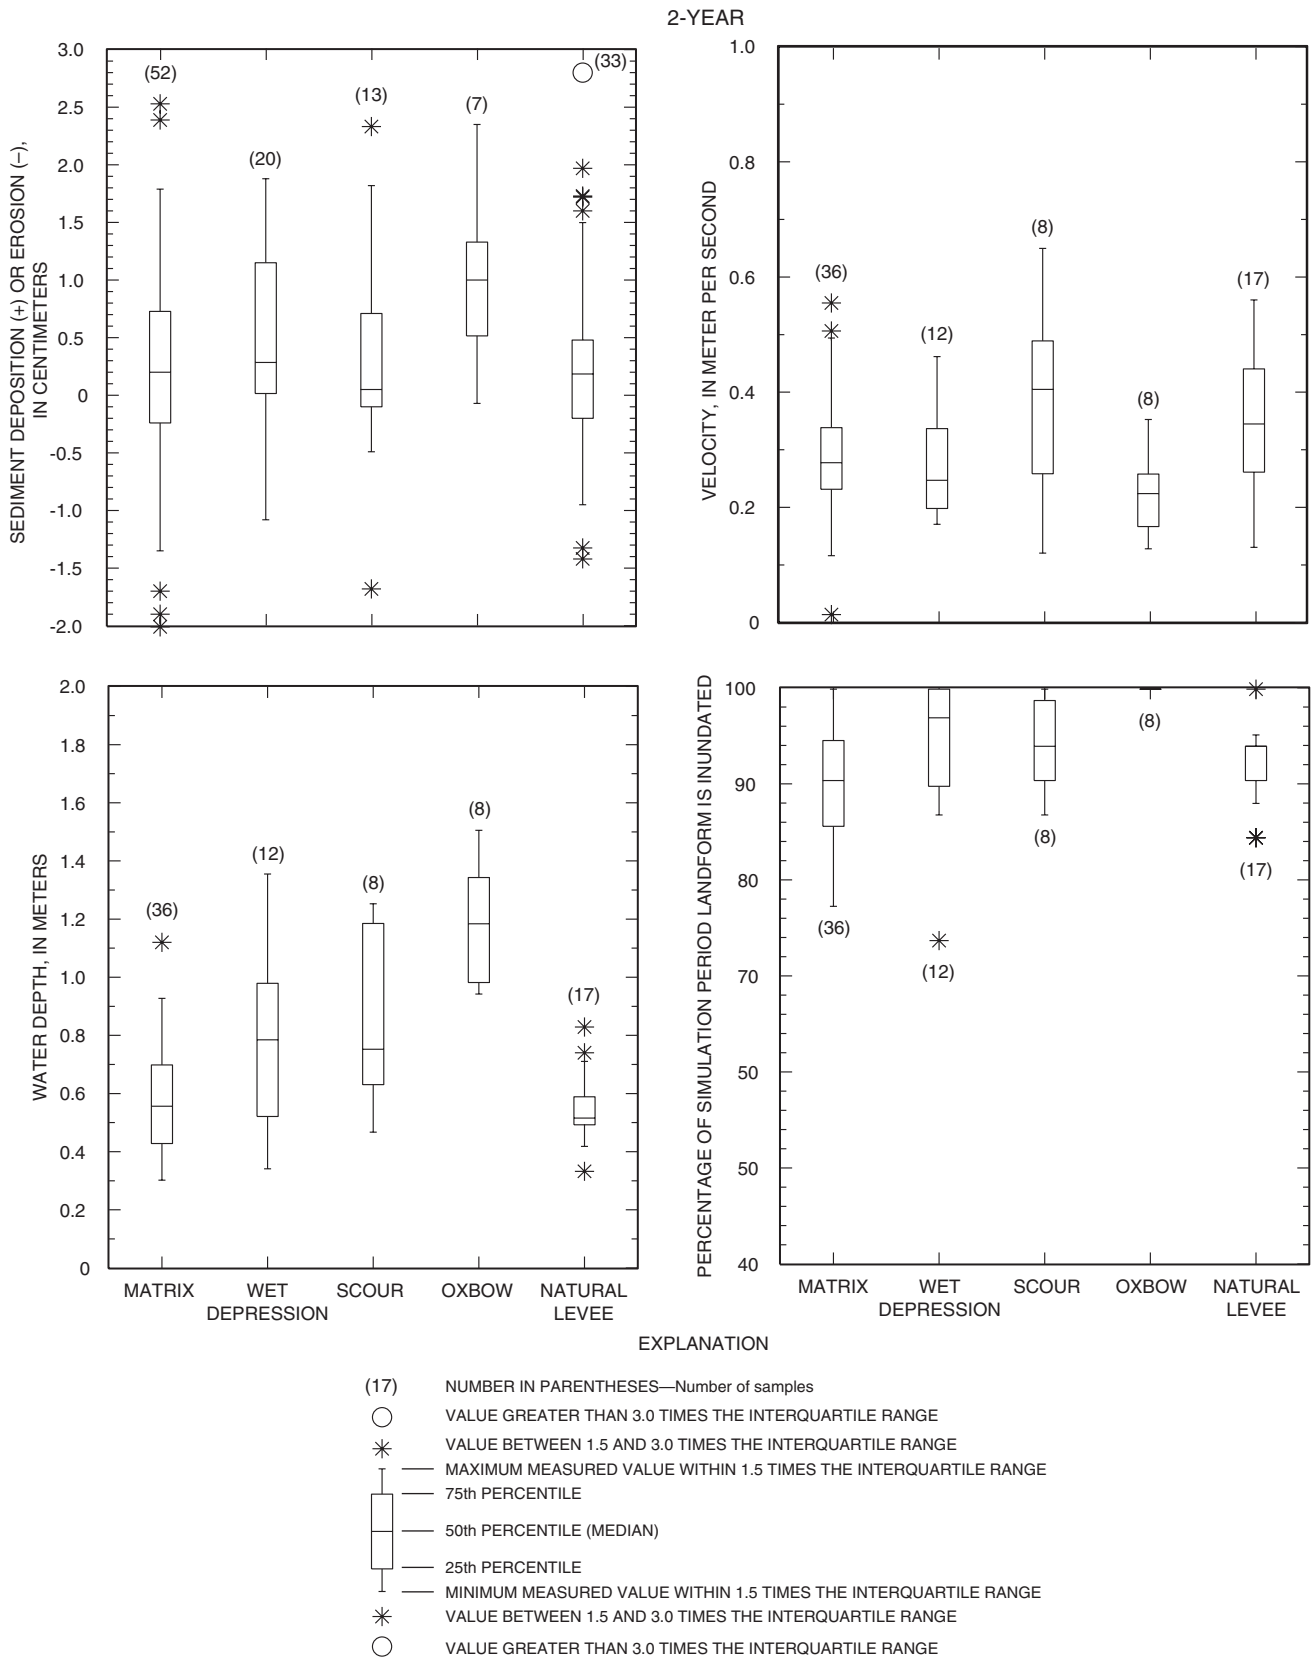 2-YEAR
SEDIMENT DEPOSITION (+) OR EROSION (–),
IN CENTIMETERS
3.0
2.5
2.0
1.5
1.0
0.5
0
-0.5
-1.0
-1.5
-2.0
(52)
(20)
(13)
(7)
(33)
VELOCITY, IN METER PER SECOND
1.0
0.8
0.6
0.4
0.2
0
(36)
(12)
(8)
(8)
(17)
WATER DEPTH, IN METERS
2.0
1.8
1.6
1.4
1.2
1.0
0.8
0.6
0.4
0.2
0
(36)
(12)
(8)
(8)
(17)
MATRIX
WET
DEPRESSION
SCOUR
OXBOW
NATURAL
LEVEE
PERCENTAGE OF SIMULATION PERIOD LANDFORM IS INUNDATED
100
90
80
70
60
50
40
(36)
(12)
(8)
(8)
(17)
MATRIX
WET
DEPRESSION
SCOUR
OXBOW
NATURAL
LEVEE
EXPLANATION
(17) NUMBER IN PARENTHESES—Number of samples
VALUE GREATER THAN 3.0 TIMES THE INTERQUARTILE RANGE
VALUE BETWEEN 1.5 AND 3.0 TIMES THE INTERQUARTILE RANGE
MAXIMUM MEASURED VALUE WITHIN 1.5 TIMES THE INTERQUARTILE RANGE
75th PERCENTILE
50th PERCENTILE (MEDIAN)
25th PERCENTILE
MINIMUM MEASURED VALUE WITHIN 1.5 TIMES THE INTERQUARTILE RANGE
VALUE BETWEEN 1.5 AND 3.0 TIMES THE INTERQUARTILE RANGE
VALUE GREATER THAN 3.0 TIMES THE INTERQUARTILE RANGE